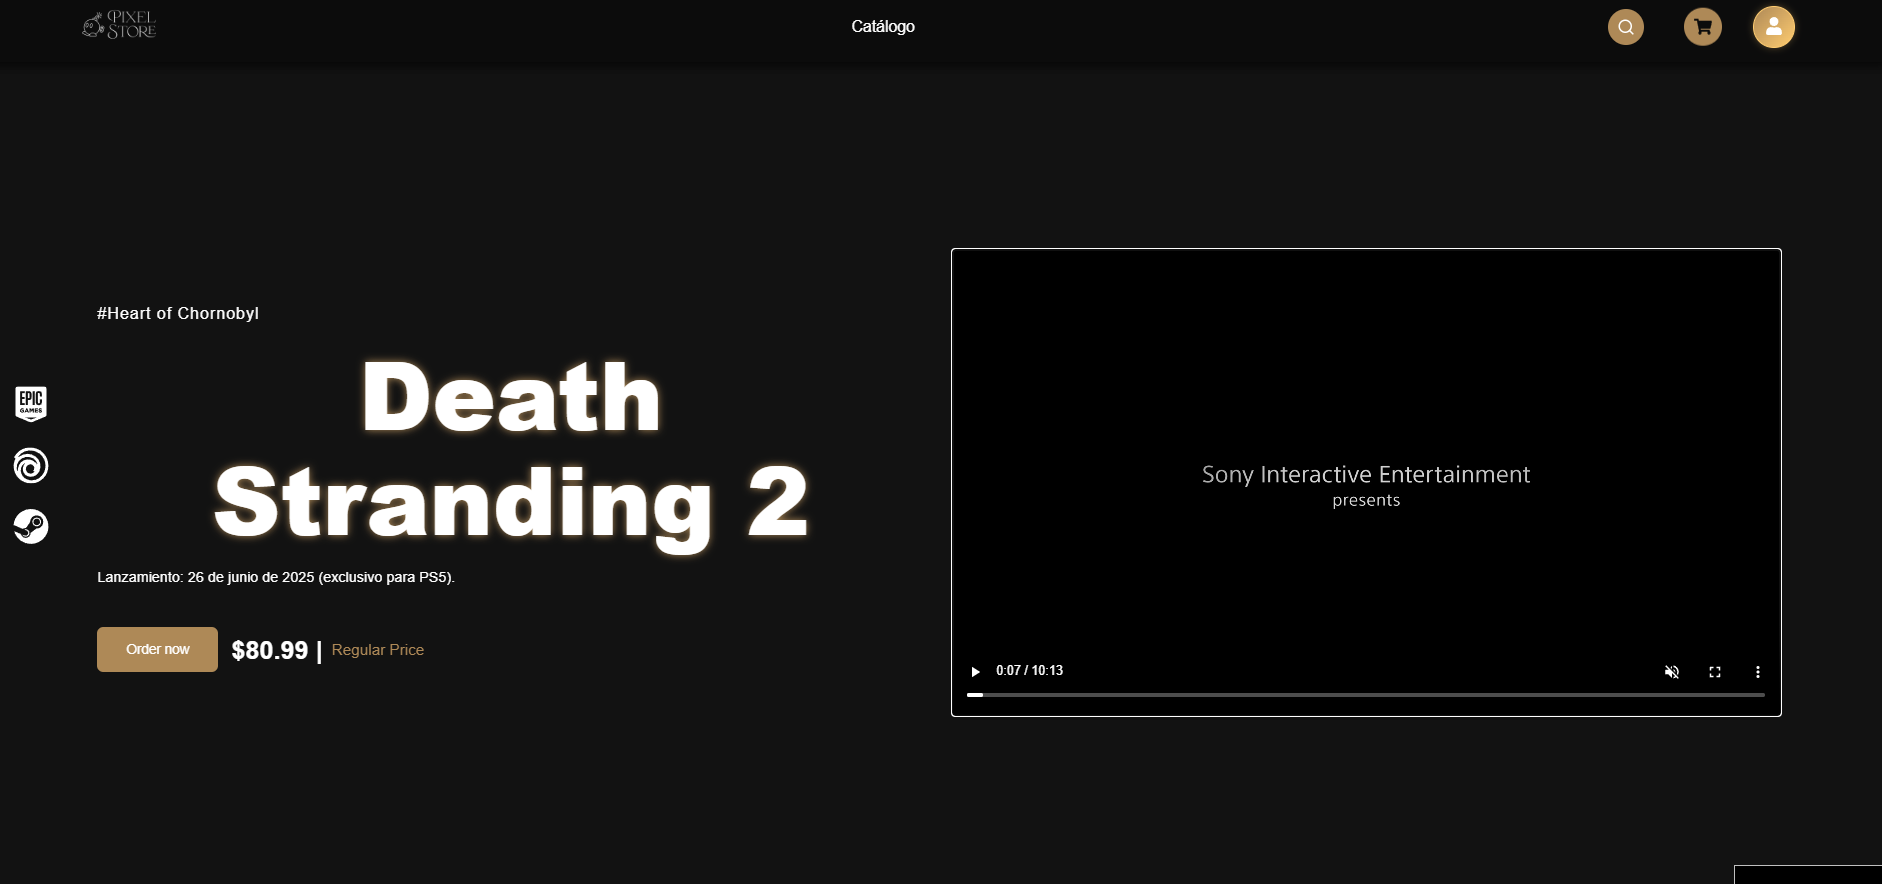 PIXEL
STORE
Catálogo
#Heart of Chornobyl
Death
Stranding 2
EPIC
GAMES
Lanzamiento: 26 de junio de 2025 (exclusivo para PS5).
Order now
$80.99 | Regular Price
Sony Interactive Entertainment
presents
0:07 / 10:13